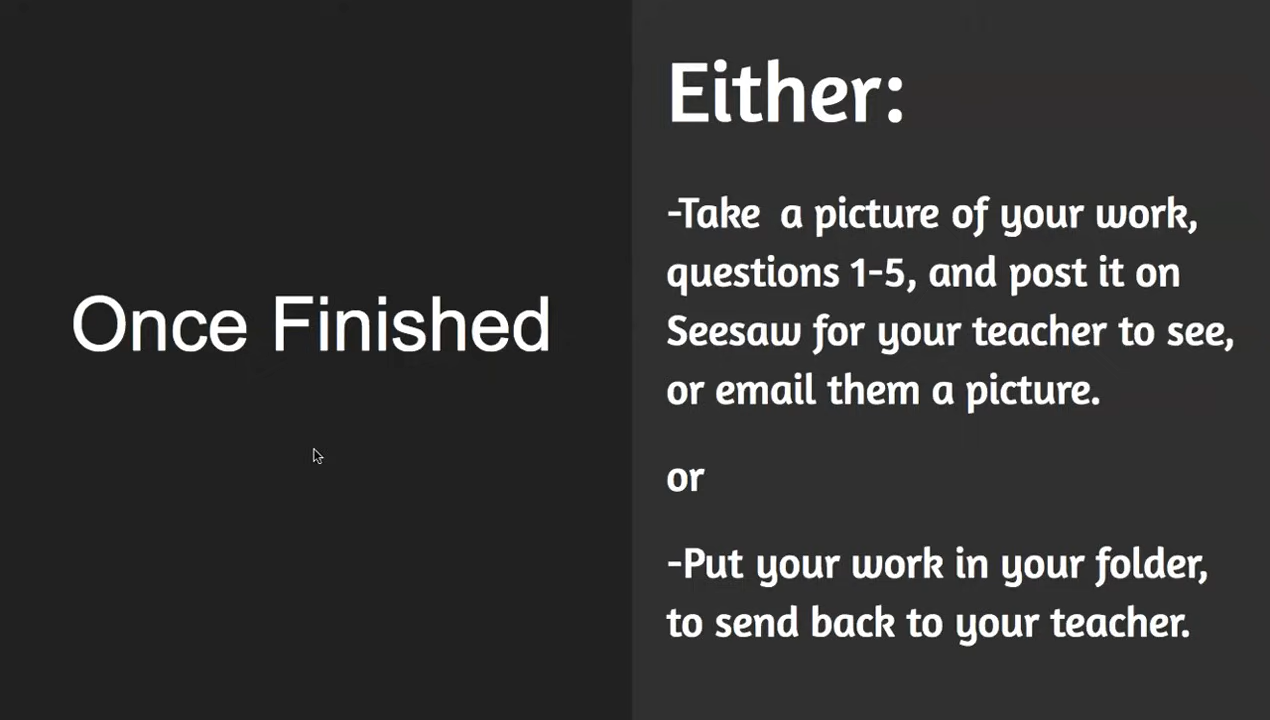 Once Finished
Either:
-Take a picture of your work,
questions 1-5, and post it on
Seesaw for your teacher to see,
or email them a picture.
or
-Put your work in your folder,
to send back to your teacher.